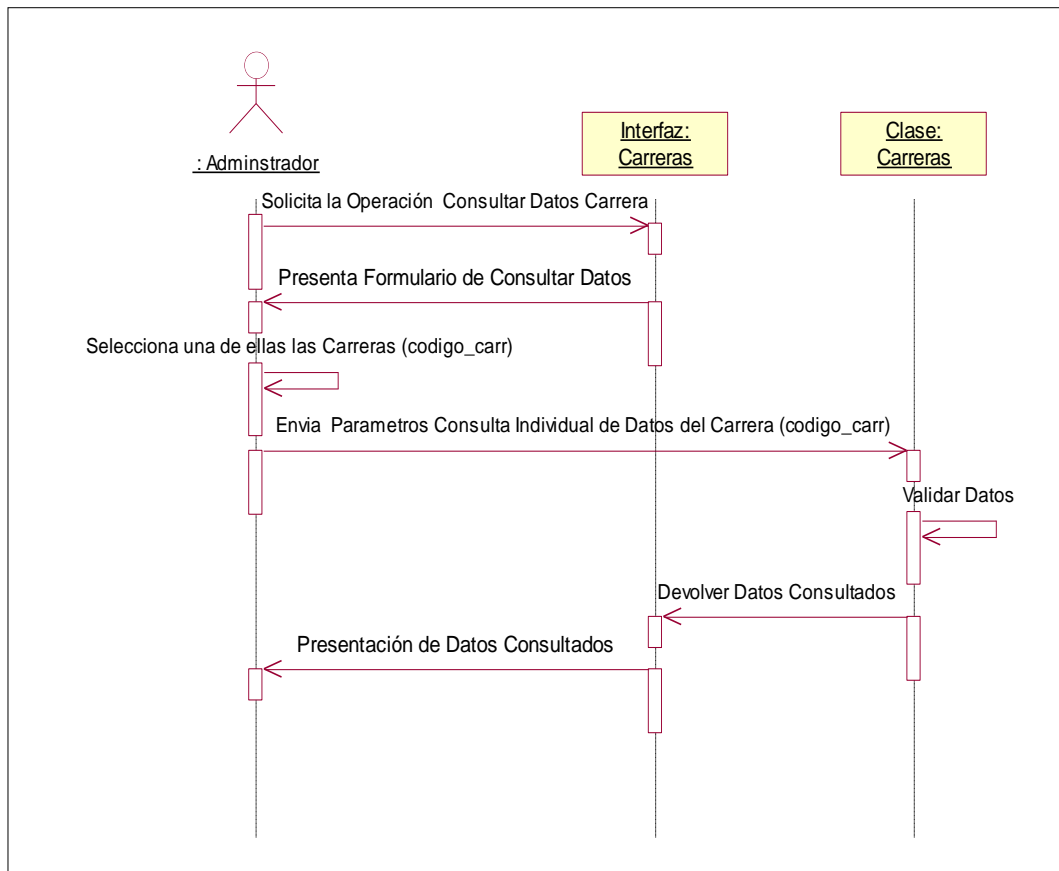 : Adminstrador
Interfaz:
Carreras
Clase:
Carreras
Solicita la Operación Consultar Datos Carrera
Presenta Formulario de Consultar Datos
Selecciona una de ellas las Carreras (codigo_carr)
Envia Parametros Consulta Individual de Datos del Carrera (codigo_carr)
Validar Datos
Devolver Datos Consultados
Presentación de Datos Consultados